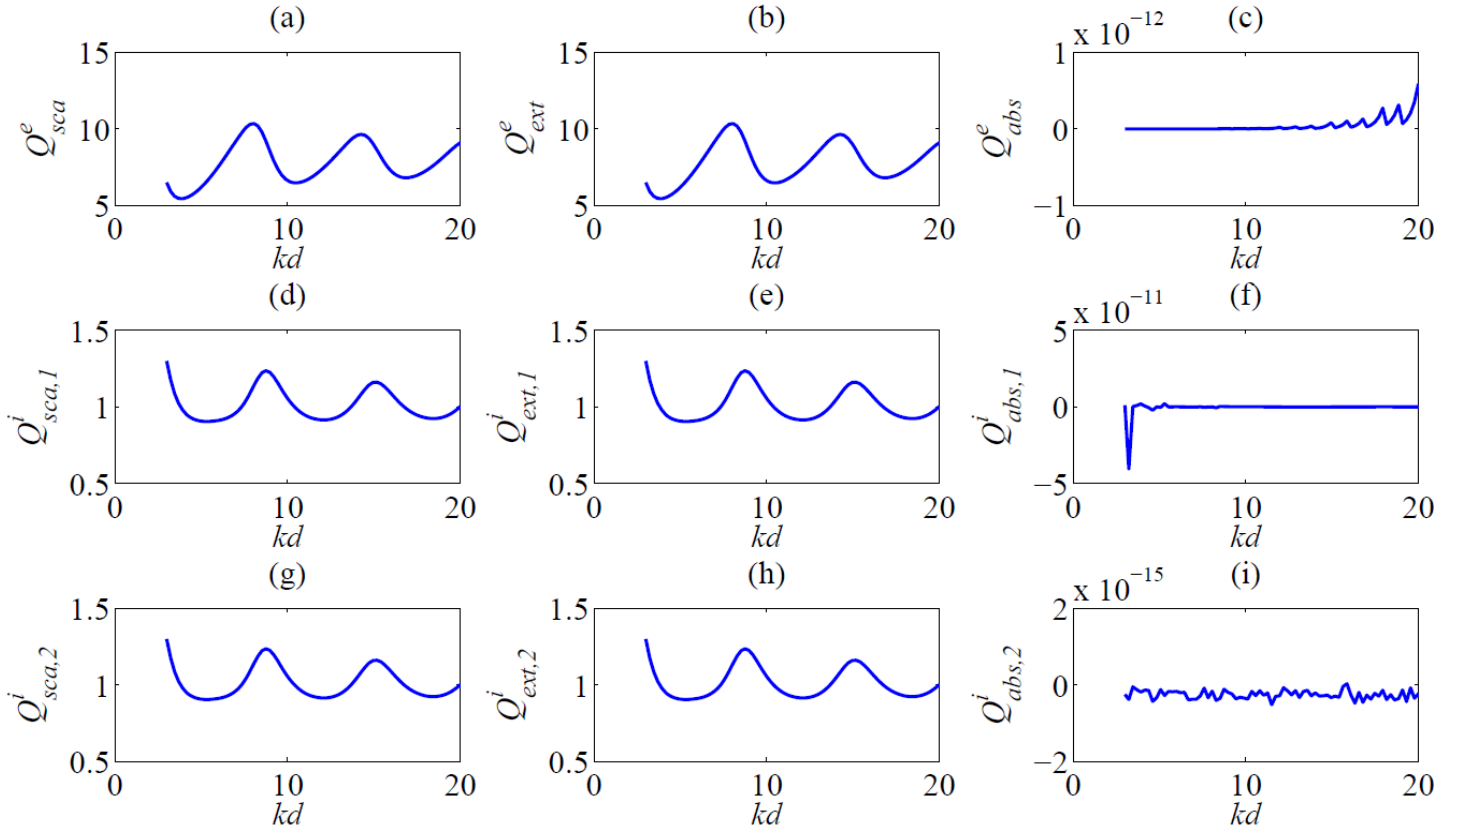 (a)
15
10
5
0 10 20
Q^e_sca
kd
(b)
15
10
5
0 10 20
Q^e_ext
kd
(c)
x 10^−12
1
0
−1
0 10 20
Q^e_abs
kd
(d)
1.5
1
0.5
0 10 20
Q^i_sca,1
kd
(e)
1.5
1
0.5
0 10 20
Q^i_ext,1
kd
(f)
x 10^−11
5
0
−5
0 10 20
Q^i_abs,1
kd
(g)
1.5
1
0.5
0 10 20
Q^i_sca,2
kd
(h)
1.5
1
0.5
0 10 20
Q^i_ext,2
kd
(i)
x 10^−15
2
0
−2
0 10 20
Q^i_abs,2
kd